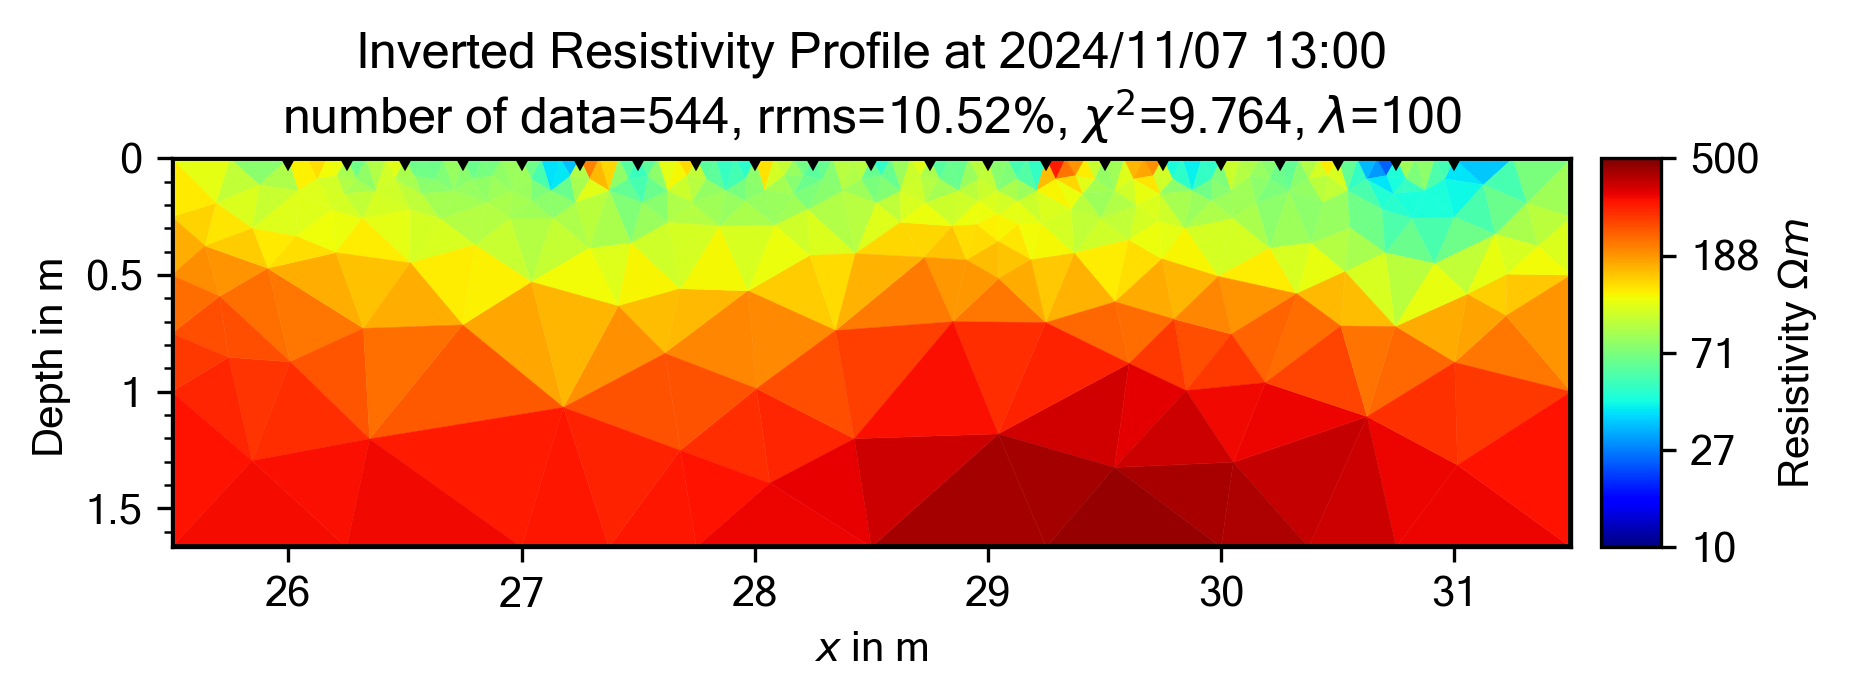 Inverted Resistivity Profile at 2024/11/07 13:00
number of data=544, rrms=10.52%, χ²=9.764, λ=100
0
0.5
1
1.5
Depth in m
26 27 28 29 30 31
x in m
500
188
71
27
10
Resistivity Ωm